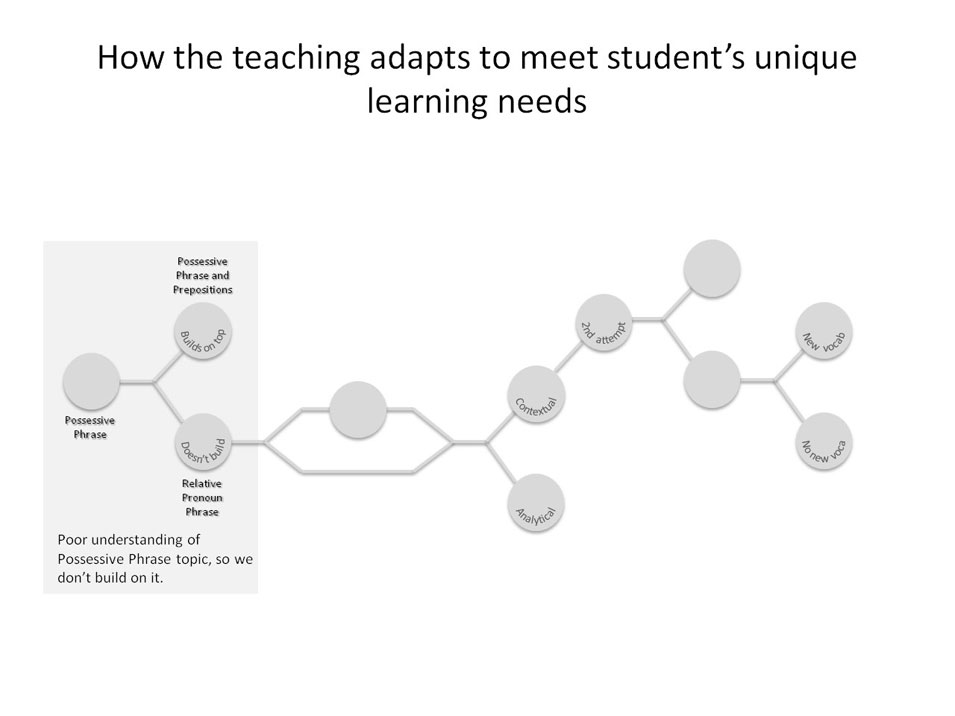 How the teaching adapts to meet student’s unique
learning needs
Possessive
Phrase and
Prepositions
Builds on top
Possessive
Phrase
Doesn't build
Relative
Pronoun
Phrase
Poor understanding of
Possessive Phrase topic, so we
don’t build on it.
Contextual
Analytical
2nd attempt
New vocab
No new voca